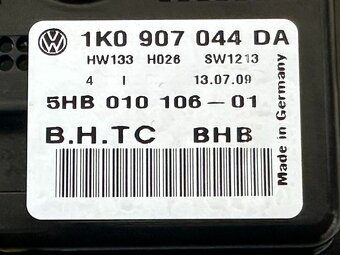 1K0 907 044 DA
HW133 H026 SW1213
4 I 13.07.09
5HB 010 106-01
B.H.TC BHB
Made in Germany